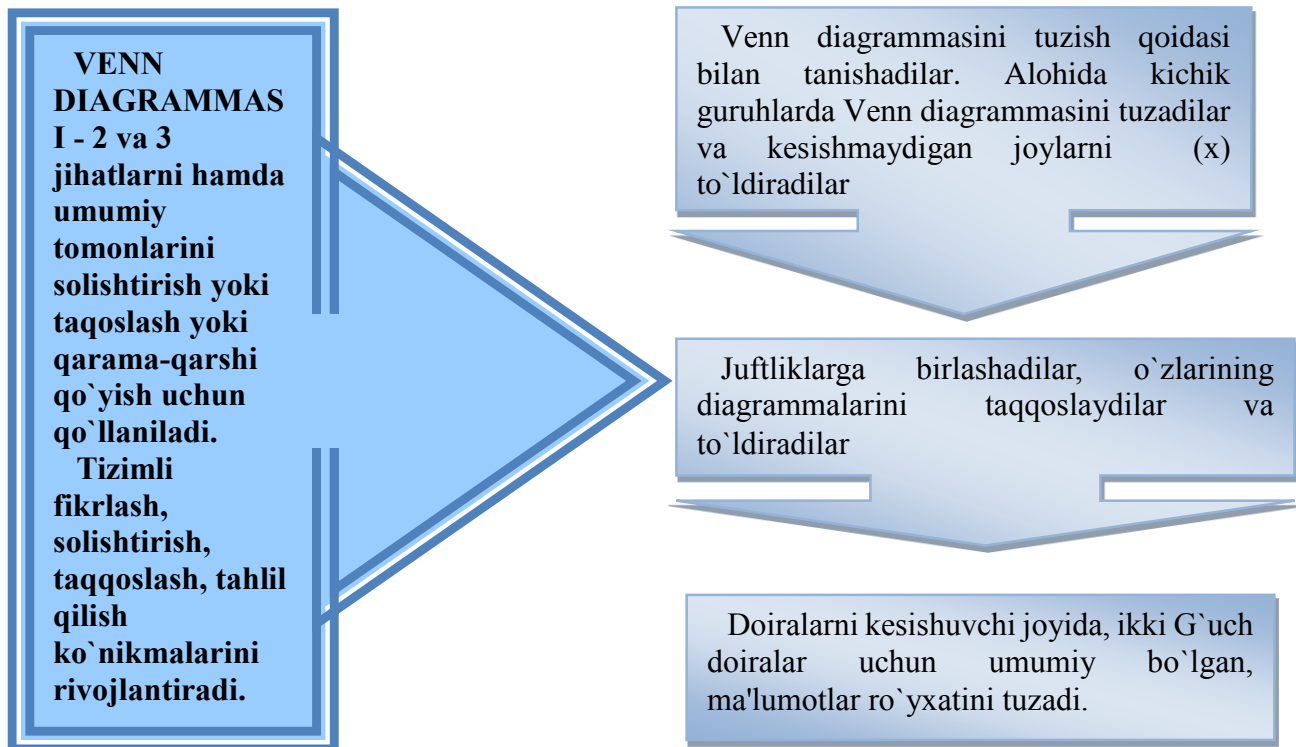 VENN
DIAGRAMMAS
I - 2 va 3
jihatlarni hamda
umumiy
tomonlarini
solishtirish yoki
taqoslash yoki
qarama-qarshi
qo`yish uchun
qo`llaniladi.
Tizimli
fikrlash,
solishtirish,
taqqoslash, tahlil
qilish
ko`nikmalarini
rivojlantiradi.
Venn diagrammasini tuzish qoidasi
bilan tanishadilar. Alohida kichik
guruhlarda Venn diagrammasini tuzadilar
va kesishmaydigan joylarni (x)
to`ldiradilar
Juftliklarga birlashadilar, o`zlarining
diagrammalarini taqqoslaydilar va
to`ldiradilar
Doiralarni kesishuvchi joyida, ikki G`uch
doiralar uchun umumiy bo`lgan,
ma'lumotlar ro`yxatini tuzadi.